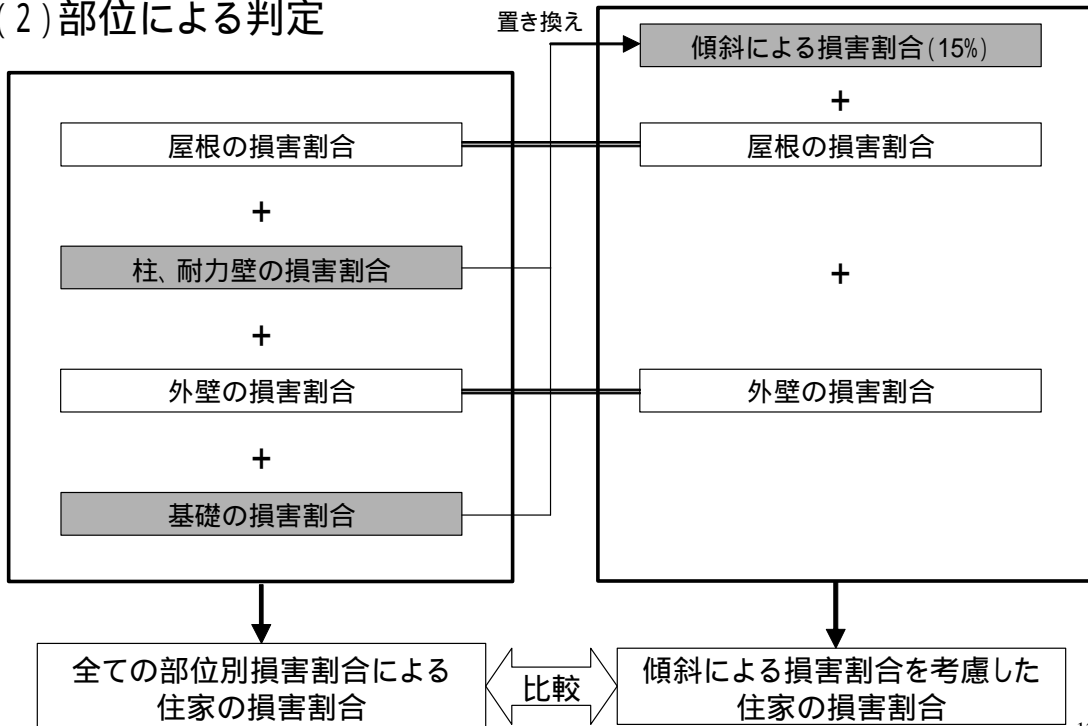 (2)部位による判定
置き換え
傾斜による損害割合(15%)
+
屋根の損害割合
屋根の損害割合
+
柱、耐力壁の損害割合
+
+
外壁の損害割合
外壁の損害割合
+
基礎の損害割合
全ての部位別損害割合による
住家の損害割合
比較
傾斜による損害割合を考慮した
住家の損害割合